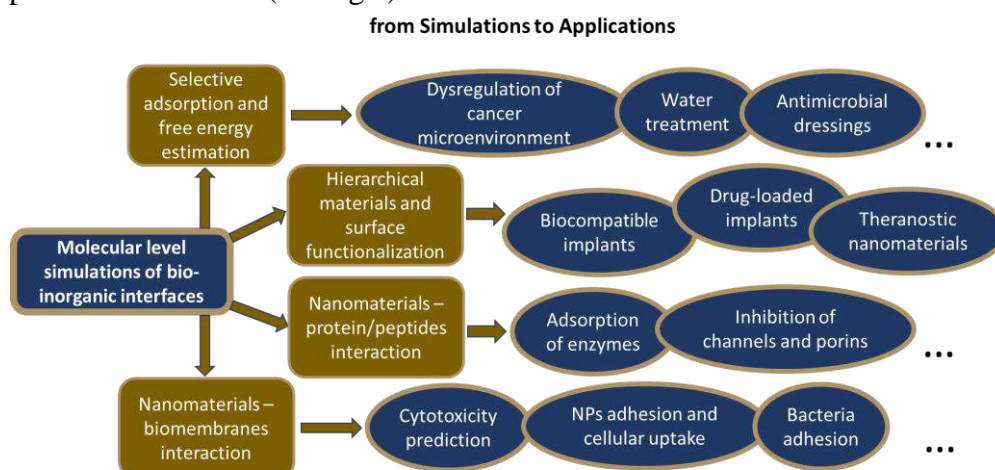 from Simulations to Applications
Selective
adsorption and
free energy
estimation
Dysregulation of
cancer
microenvironment
Water
treatment
Antimicrobial
dressings
...
Hierarchical
materials and
surface
functionalization
Biocompatible
implants
Drug-loaded
implants
Theranostic
nanomaterials
Molecular level
simulations of bio-
inorganic interfaces
Nanomaterials –
protein/peptides
interaction
Adsorption
of enzymes
Inhibition of
channels and porins
...
Nanomaterials –
biomembranes
interaction
Cytotoxicity
prediction
NPs adhesion and
cellular uptake
Bacteria
adhesion
...